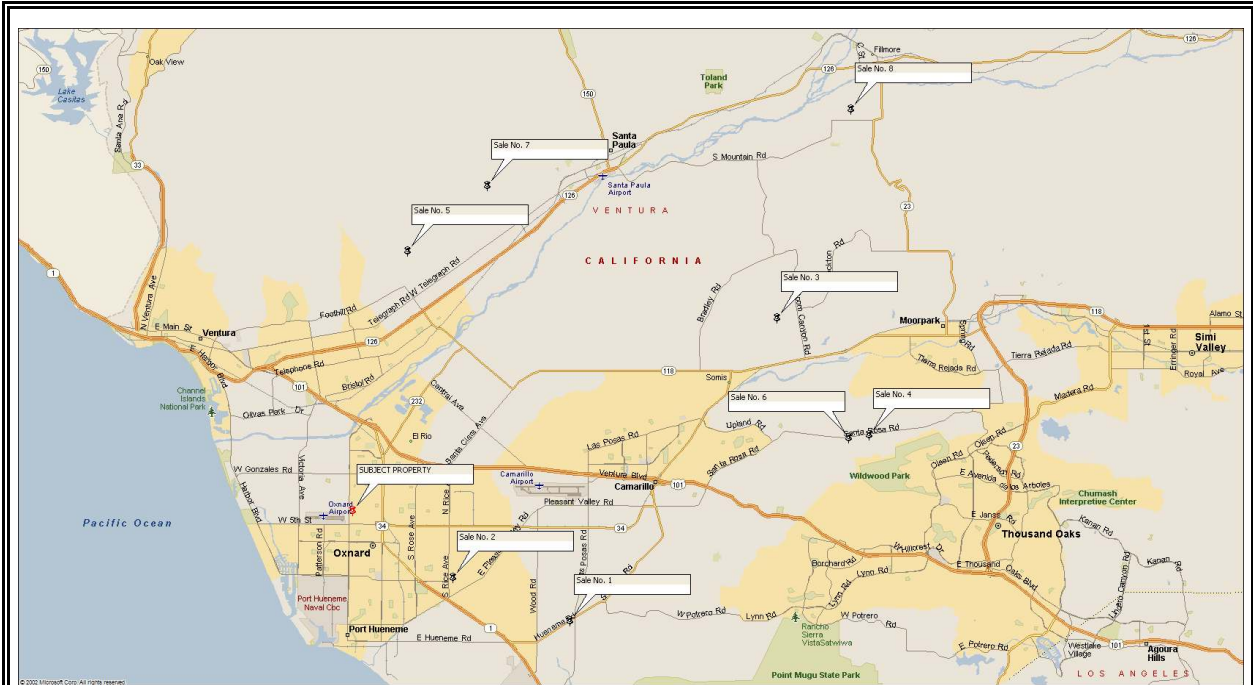 126
C St
Fillmore
150
Oak View
126
Sale No. 8
Toland
Park
Lake
Casitas
150
Santa Ana Rd
Santa
Paula
Sale No. 7
S Mountain Rd
33
126
Santa Paula
Airport
VENTURA
23
Sale No. 5
CALIFORNIA
1
N Ventura Ave
Telegraph Rd
W Telegraph Rd
Foothill Rd
Bradley Rd
Sale No. 3
Moorpark
Spring Rd
118
Alamo St
E Main St
Ventura
E Harbor Blvd
126
1st St
Erringer Rd
Simi
Valley
Tierra Rejada Rd
Tierra Rejada Rd
Royal Ave
Telephone Rd
118
Somis
101
Bristol Rd
Channel
Islands
National Park
Central Ave
232
Madera Rd
Sale No. 6
Sale No. 4
Olivas Park Dr
Santa Clara Ave
Upland Rd
Santa Rosa Rd
El Rio
Las Posas Rd
Olsen Rd
23
Olsen Rd
W Gonzales Rd
Victoria Ave
SUBJECT PROPERTY
Camarillo
Airport
Ventura Blvd
Santa Rosa Rd
Wildwood Park
Camarillo
101
Harbor Blvd
N Rice Ave
Pleasant Valley Rd
Chumash
Interpretive Center
Oxnard
Airport
Pacific Ocean
W 5th St
34
34
E Janss Rd
Kanan Rd
Thousand Oaks
Oxnard
Patterson Rd
S Rose Ave
Sale No. 2
S Rice Ave
W Hillcrest Dr
Borchard Rd
Lynn Rd
E Thousand Oaks Blvd
Kanan Rd
Wood Rd
Sale No. 1
Lynn Rd
Port Hueneme
Naval Cbc
W Potrero Rd
Lynn Rd
W Potrero
Rancho
Sierra
VistaSatwiwa
Port Hueneme
E Hueneme Rd
1
Hueneme Rd
E Potrero Rd
Westlake
Village
101
Agoura
Hills
Point Mugu State Park
LOS ANGELES
© 2002 Microsoft Corp. All rights reserved.